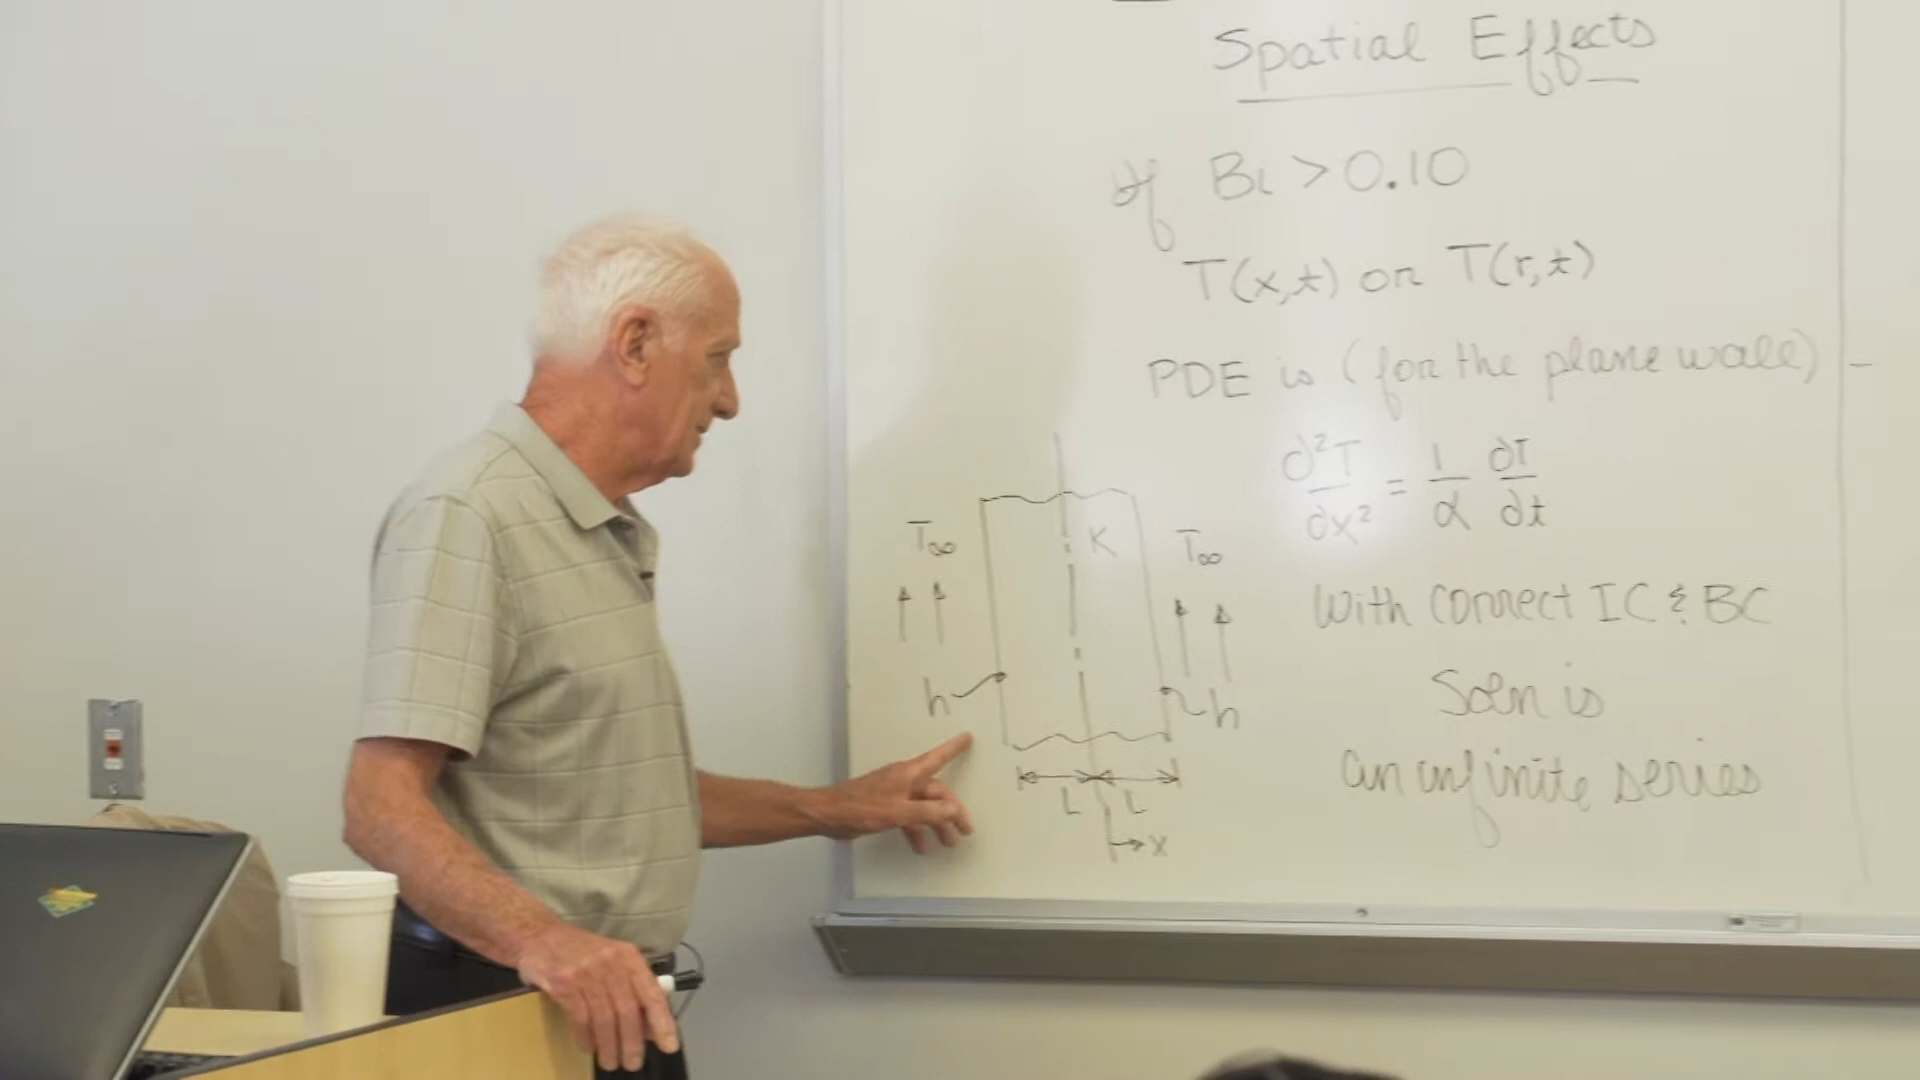 Spatial Effects
If Bi > 0.10
T(x,t) or T(r,t)
PDE is (for the plane wall)
∂²T/∂x² = 1/α ∂T/∂t
With correct IC & BC
Soln is
an infinite series
T∞ K T∞
h h
L L
x